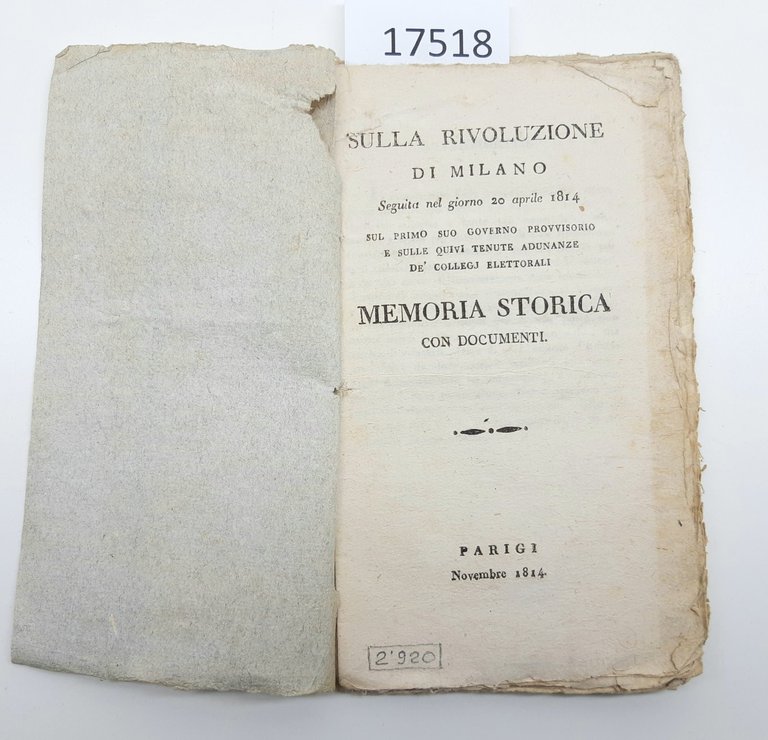 17518
SULLA RIVOLUZIONE
DI MILANO
Seguita nel giorno 20 aprile 1814
SUL PRIMO SUO GOVERNO PROVVISORIO
E SULLE QUIVI TENUTE ADUNANZE
DE' COLLEGJ ELETTORALI
MEMORIA STORICA
CON DOCUMENTI.
PARIGI
Novembre 1814.
2'920